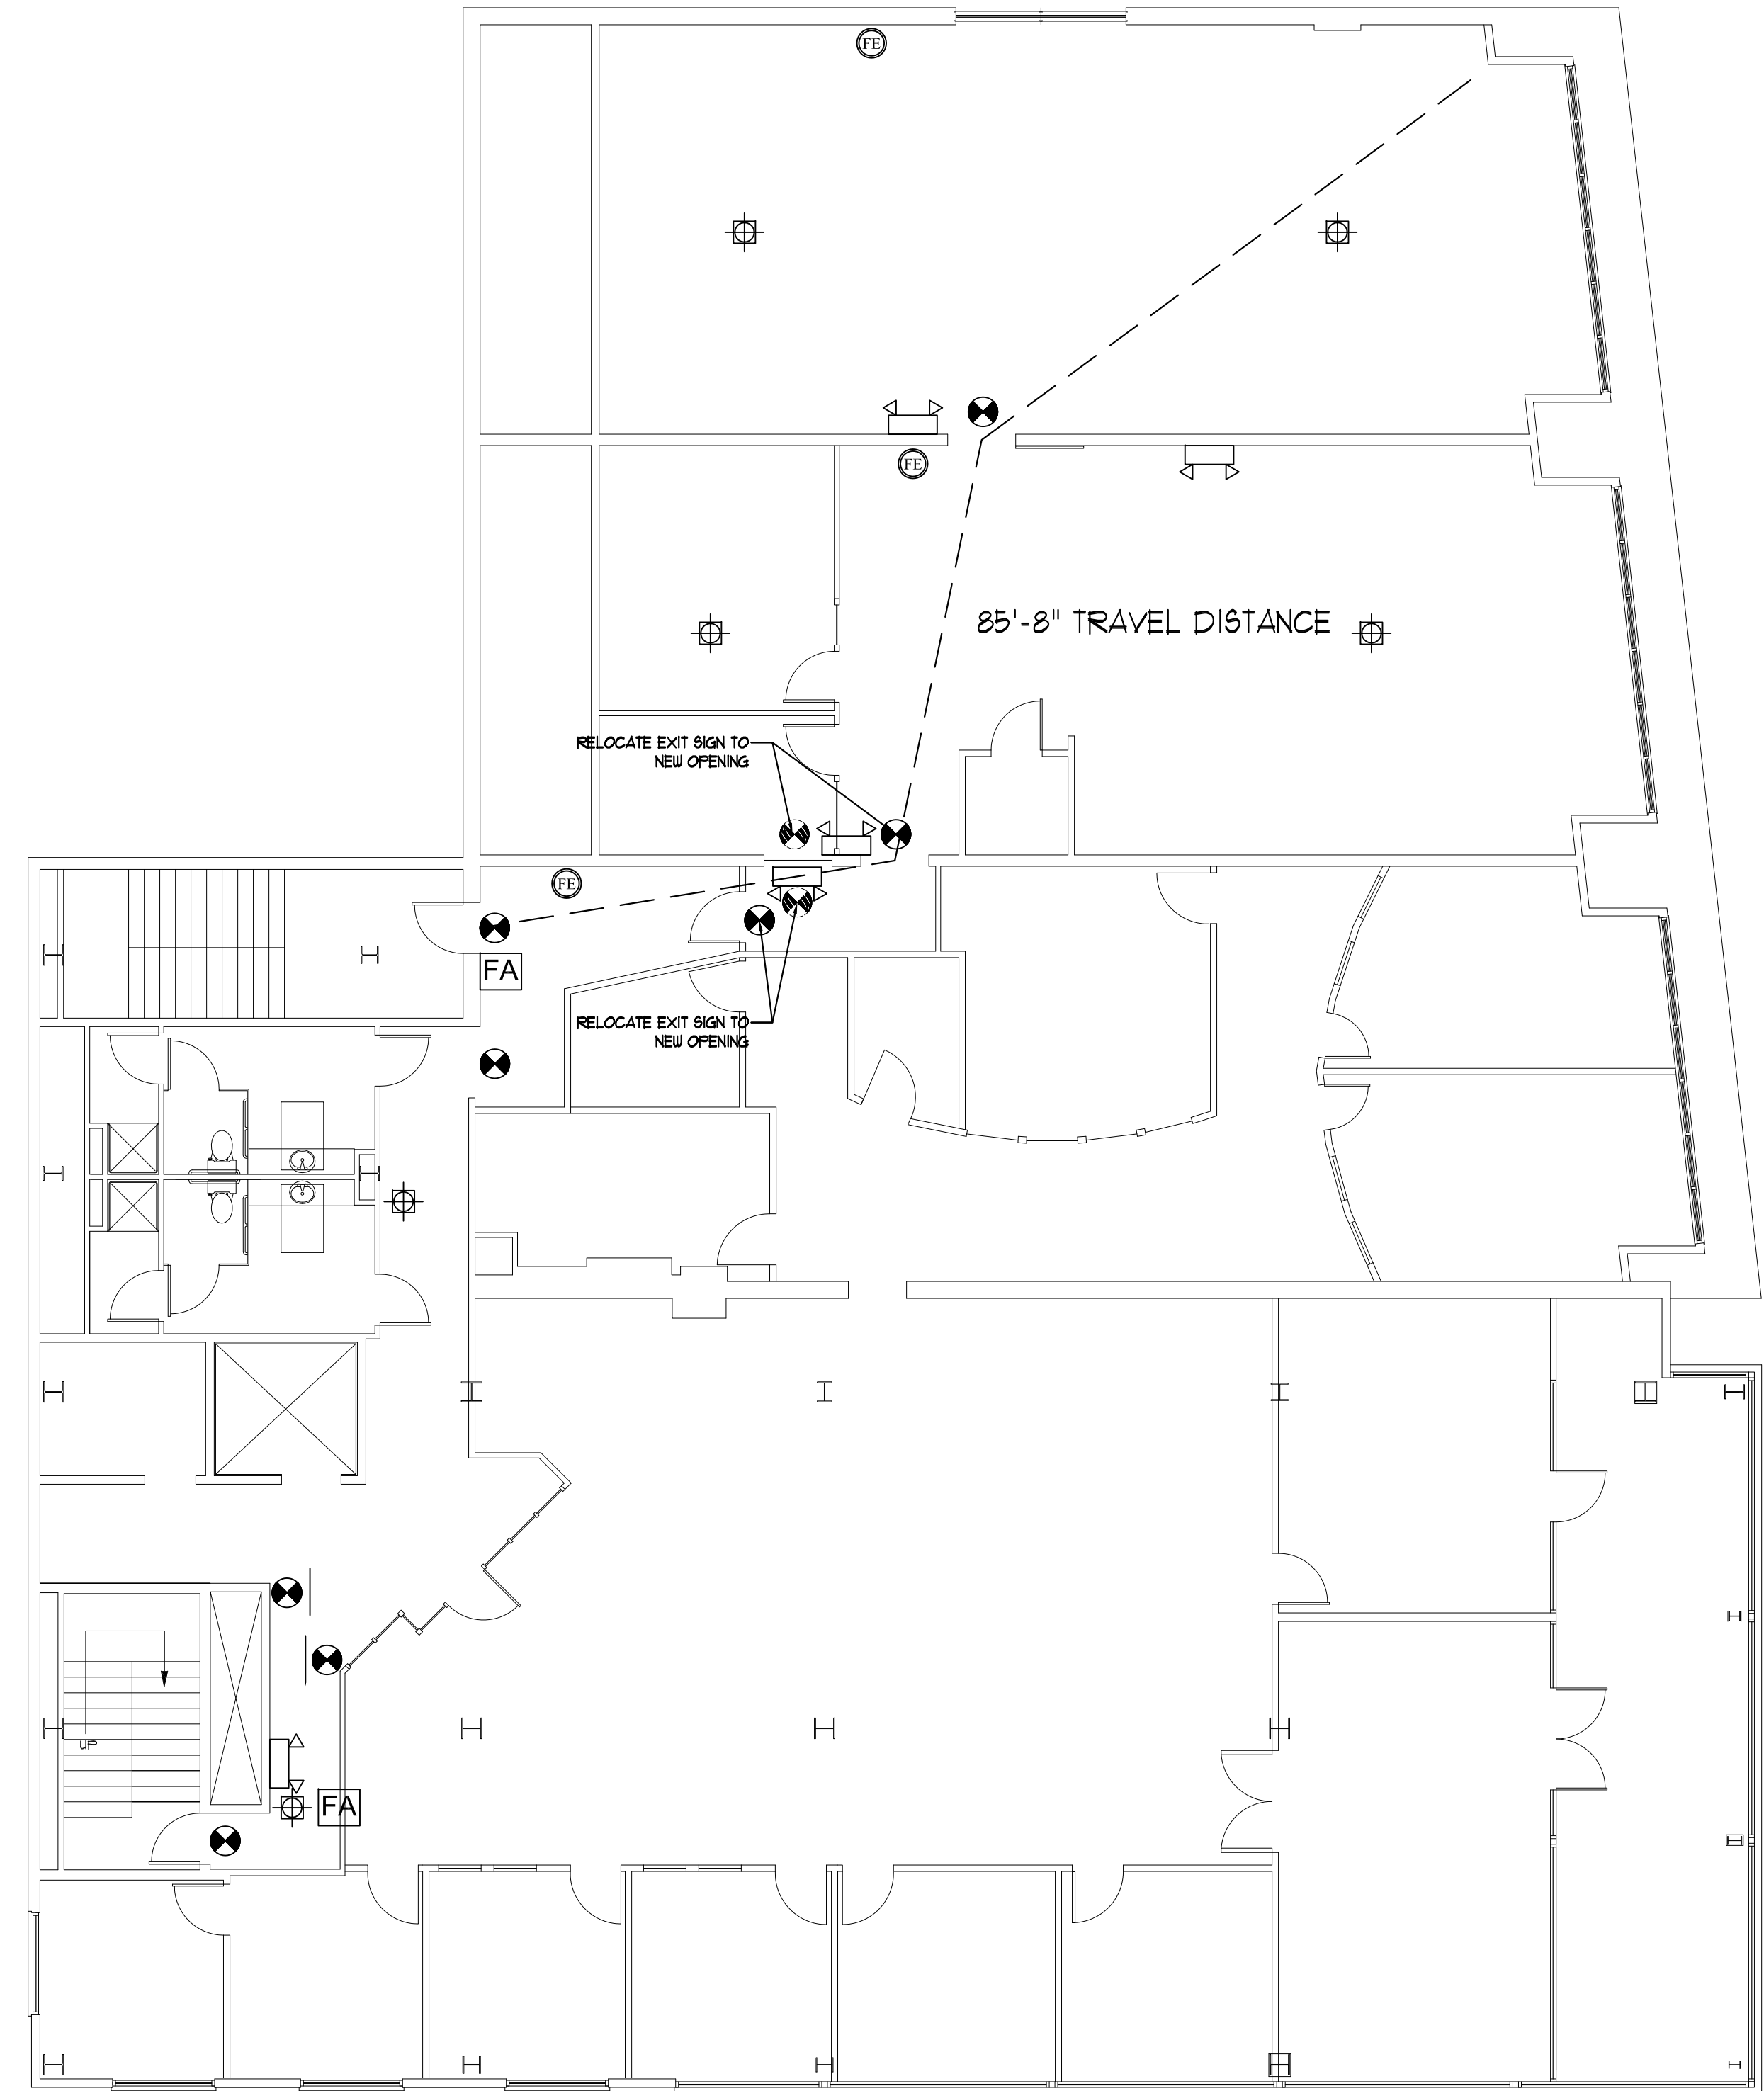 FE
FE
85'-8" TRAVEL DISTANCE
RELOCATE EXIT SIGN TO
NEW OPENING
FE
FA
RELOCATE EXIT SIGN TO
NEW OPENING
UP
FA